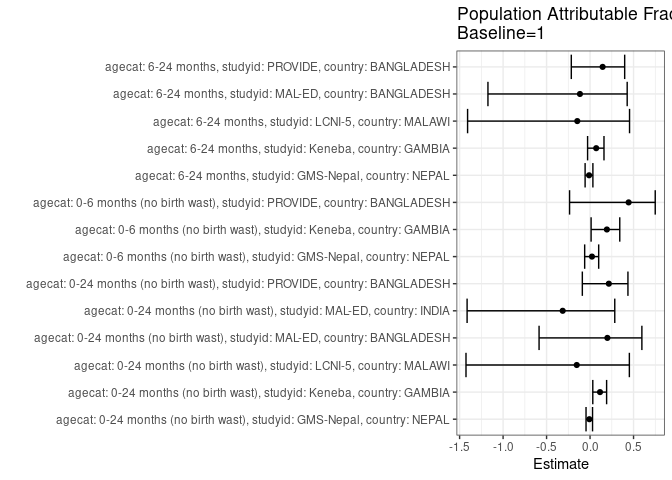 Population Attributable Frac
Baseline=1
agecat: 6-24 months, studyid: PROVIDE, country: BANGLADESH
agecat: 6-24 months, studyid: MAL-ED, country: BANGLADESH
agecat: 6-24 months, studyid: LCNI-5, country: MALAWI
agecat: 6-24 months, studyid: Keneba, country: GAMBIA
agecat: 6-24 months, studyid: GMS-Nepal, country: NEPAL
agecat: 0-6 months (no birth wast), studyid: PROVIDE, country: BANGLADESH
agecat: 0-6 months (no birth wast), studyid: Keneba, country: GAMBIA
agecat: 0-6 months (no birth wast), studyid: GMS-Nepal, country: NEPAL
agecat: 0-24 months (no birth wast), studyid: PROVIDE, country: BANGLADESH
agecat: 0-24 months (no birth wast), studyid: MAL-ED, country: INDIA
agecat: 0-24 months (no birth wast), studyid: MAL-ED, country: BANGLADESH
agecat: 0-24 months (no birth wast), studyid: LCNI-5, country: MALAWI
agecat: 0-24 months (no birth wast), studyid: Keneba, country: GAMBIA
agecat: 0-24 months (no birth wast), studyid: GMS-Nepal, country: NEPAL
-1.5 -1.0 -0.5 0.0 0.5
Estimate